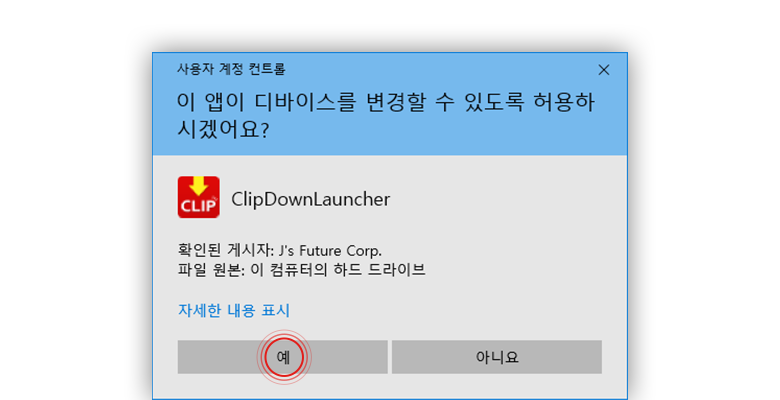 사용자 계정 컨트롤
이 앱이 디바이스를 변경할 수 있도록 허용하
시겠어요?
CLIP
ClipDownLauncher
확인된 게시자: J's Future Corp.
파일 원본: 이 컴퓨터의 하드 드라이브
자세한 내용 표시
예
아니요